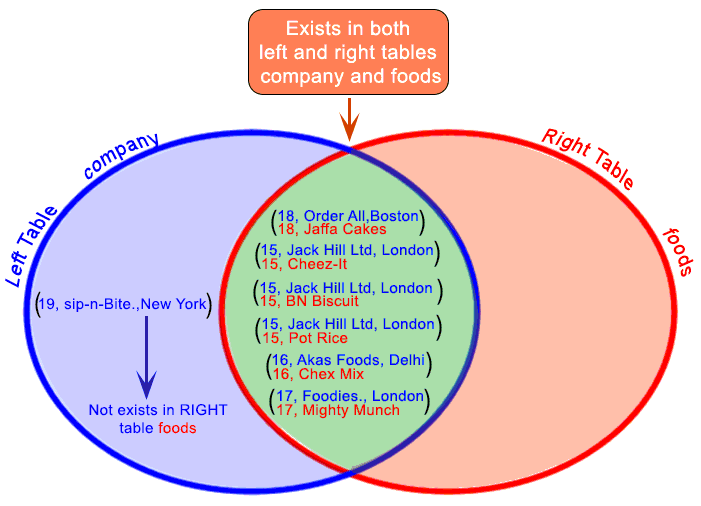 Exists in both
left and right tables
company and foods
company
Left Table
Right Table
foods
(18, Order All,Boston)
18, Jaffa Cakes
(15, Jack Hill Ltd, London)
15, Cheez-It
(15, Jack Hill Ltd, London)
15, BN Biscuit
(15, Jack Hill Ltd, London)
15, Pot Rice
(16, Akas Foods, Delhi)
16, Chex Mix
(17, Foodies., London)
17, Mighty Munch
(19, sip-n-Bite.,New York)
Not exists in RIGHT
table foods